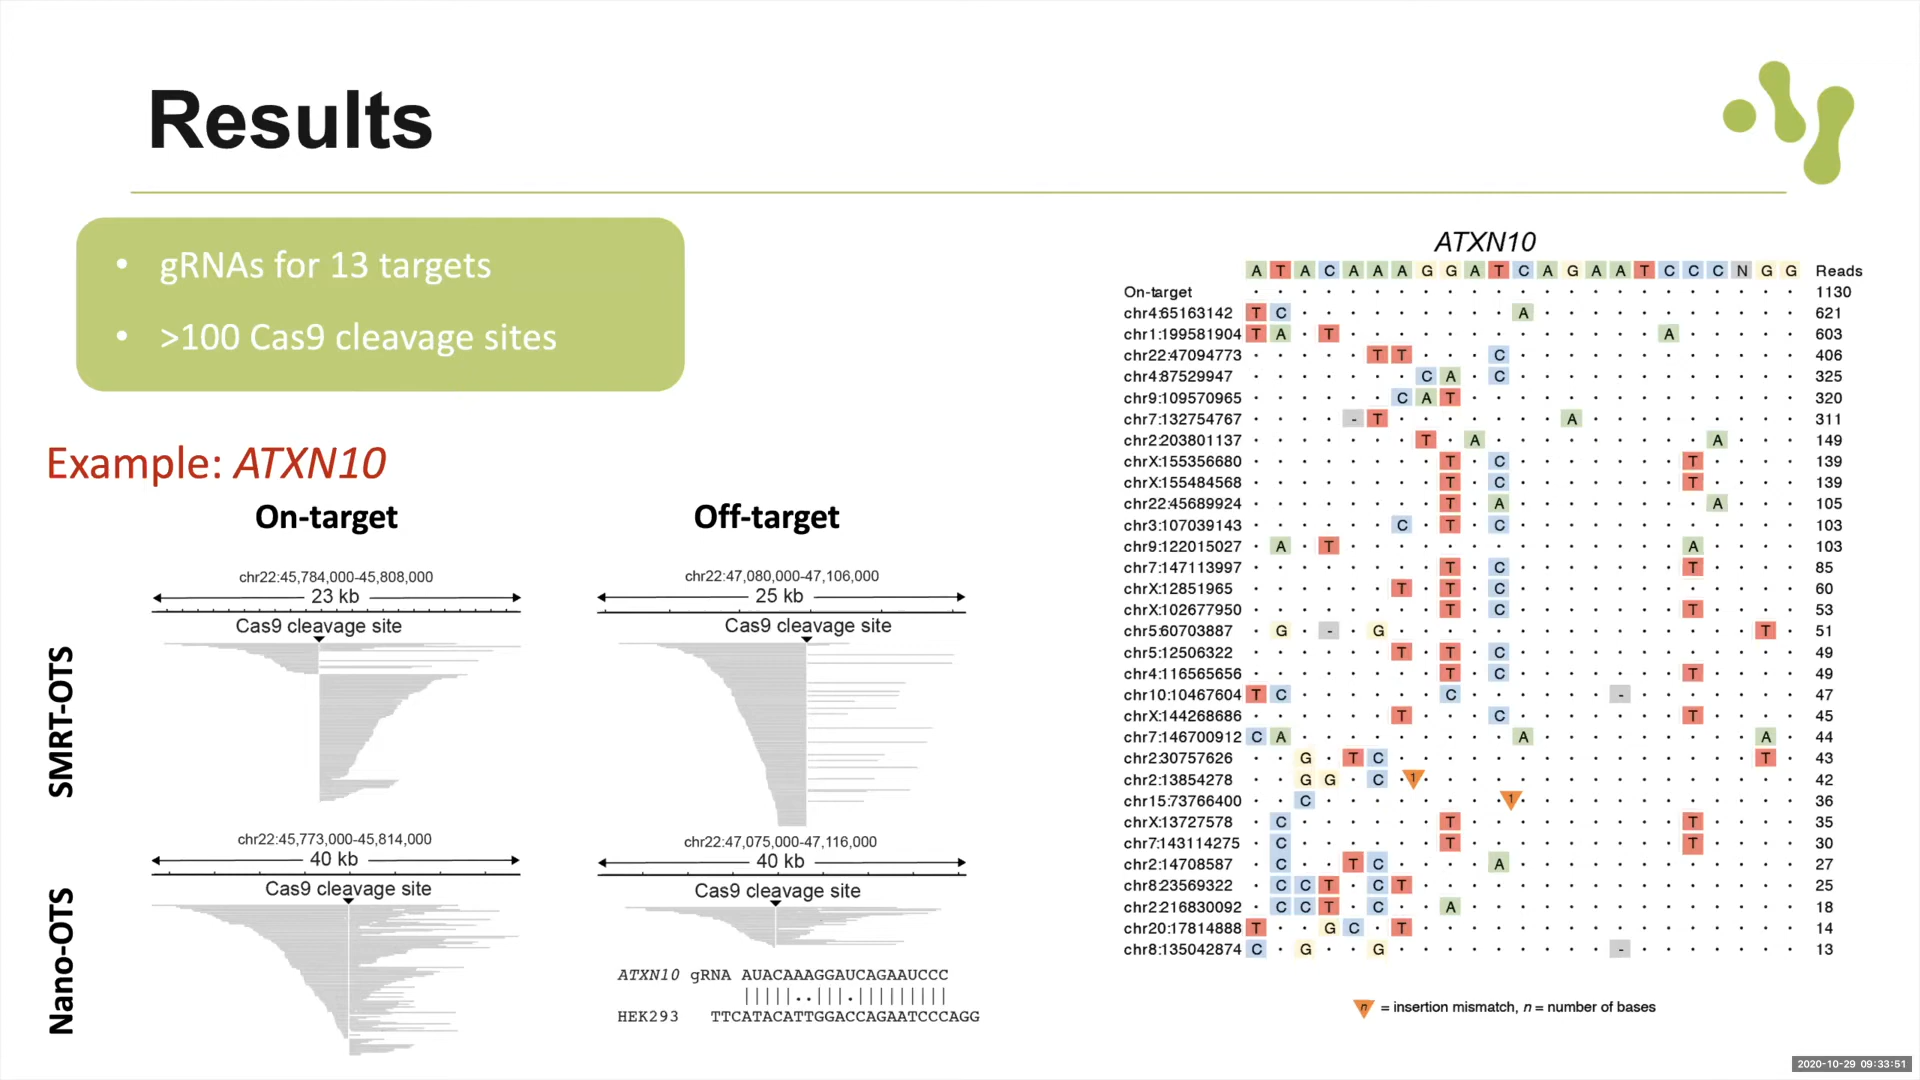 Results
• gRNAs for 13 targets
• >100 Cas9 cleavage sites
Example: ATXN10
On-target
Off-target
SMRT-OTS
chr22:45,784,000-45,808,000
23 kb
Cas9 cleavage site
chr22:47,080,000-47,106,000
25 kb
Cas9 cleavage site
Nano-OTS
chr22:45,773,000-45,814,000
40 kb
Cas9 cleavage site
chr22:47,075,000-47,116,000
40 kb
Cas9 cleavage site
ATXN10 gRNA AUACAAAGGAUCAGAAUCCC
HEK293 TTCATACATTGGACCAGAATCCCAGG
ATXN10
A T A C A A A G G A T C A G A A T C C C N G G Reads
On-target 1130
chr4:65163142 T C A 621
chr1:199581904 T A T A 603
chr22:47094773 T T C 406
chr4:87529947 C A C 325
chr9:109570965 C A T 320
chr7:132754767 - T A 311
chr2:203801137 T A A 149
chrX:155356680 T C T 139
chrX:155484568 T C T 139
chr22:45689924 T A A 105
chr3:107039143 C T C 103
chr9:122015027 A T A 103
chr7:147113997 T C T 85
chrX:12851965 T T C 60
chrX:102677950 T C T 53
chr5:60703887 G - G T 51
chr5:12506322 T T C 49
chr4:116565656 T C T 49
chr10:10467604 T C C - 47
chrX:144268686 T C T 45
chr7:146700912 C A A A 44
chr2:30757626 G T C T 43
chr2:13854278 G G C 1 42
chr15:73766400 C 1 36
chrX:13727578 C T T 35
chr7:143114275 C T T 30
chr2:14708587 C T C A 27
chr8:23569322 C C T C T 25
chr2:216830092 C C T C A 18
chr20:17814888 T G C T 14
chr8:135042874 C G G - 13
n = insertion mismatch, n = number of bases
2020-10-29 09:33:51